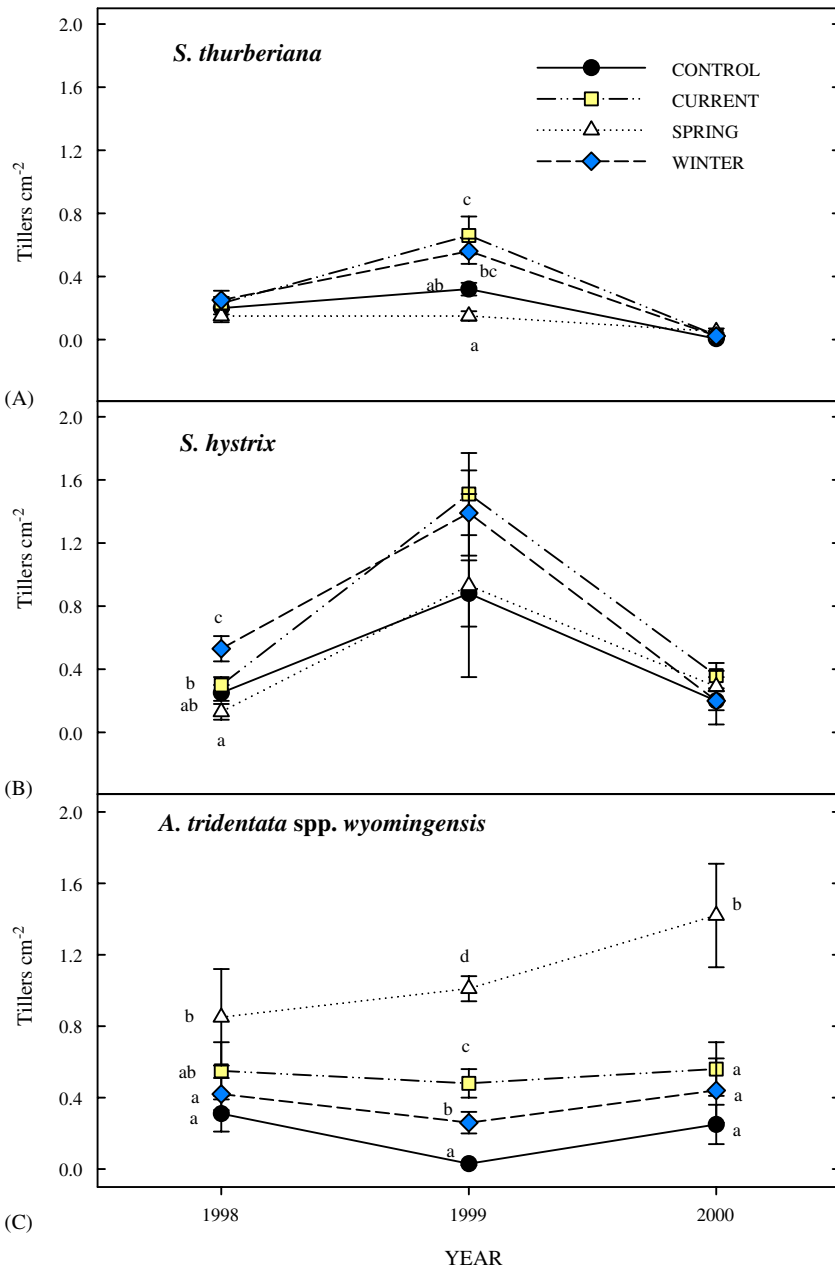 2.0
S. thurberiana
CONTROL
1.6
CURRENT
SPRING
1.2
WINTER
Tillers cm-2
0.8
c
bc
0.4
ab
0.0
a
(A)
2.0
S. hystrix
1.6
1.2
Tillers cm-2
0.8
c
0.4
b
ab
0.0
a
(B)
2.0
A. tridentata spp. wyomingensis
1.6
b
1.2
d
Tillers cm-2
b
0.8
c
ab
a
a
0.4
b
a
a
a
a
0.0
(C)
1998 1999 2000
YEAR